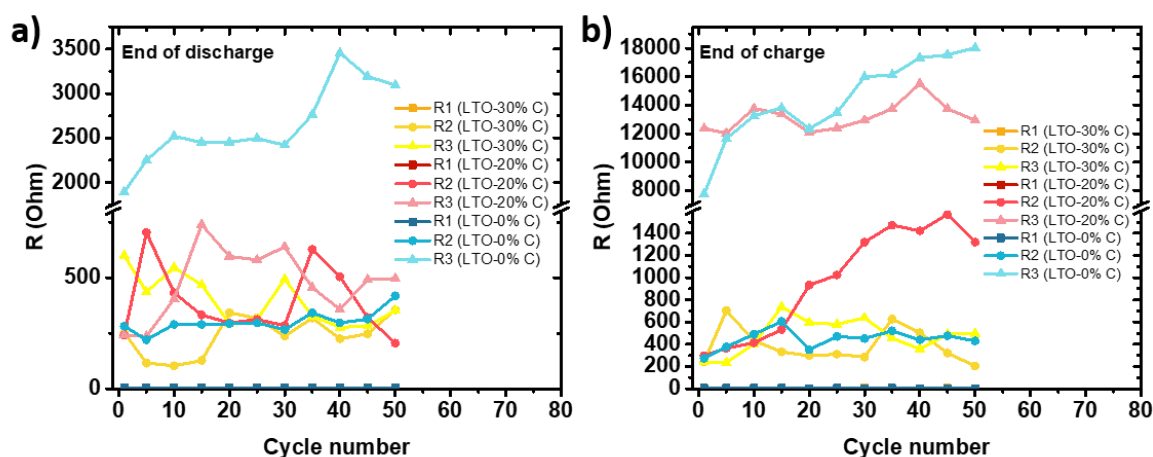 a)
End of discharge
R (Ohm)
3500
3000
2500
2000
500
0
0 10 20 30 40 50 60 70 80
Cycle number
R1 (LTO-30% C)
R2 (LTO-30% C)
R3 (LTO-30% C)
R1 (LTO-20% C)
R2 (LTO-20% C)
R3 (LTO-20% C)
R1 (LTO-0% C)
R2 (LTO-0% C)
R3 (LTO-0% C)
b)
End of charge
R (Ohm)
18000
16000
14000
12000
10000
8000
1400
1200
1000
800
600
400
200
0
0 10 20 30 40 50 60 70 80
Cycle number
R1 (LTO-30% C)
R2 (LTO-30% C)
R3 (LTO-30% C)
R1 (LTO-20% C)
R2 (LTO-20% C)
R3 (LTO-20% C)
R1 (LTO-0% C)
R2 (LTO-0% C)
R3 (LTO-0% C)